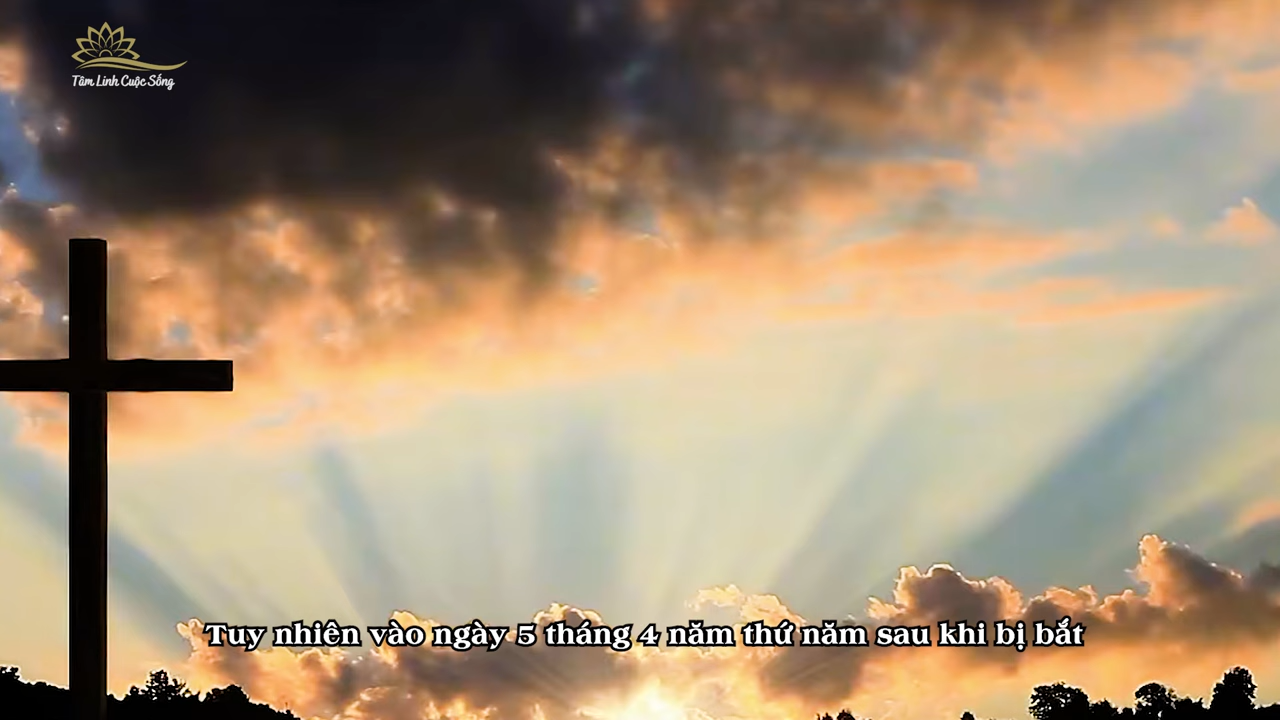 Tâm Linh Cuộc Sống
Tuy nhiên vào ngày 5 tháng 4 năm thứ năm sau khi bị bắt